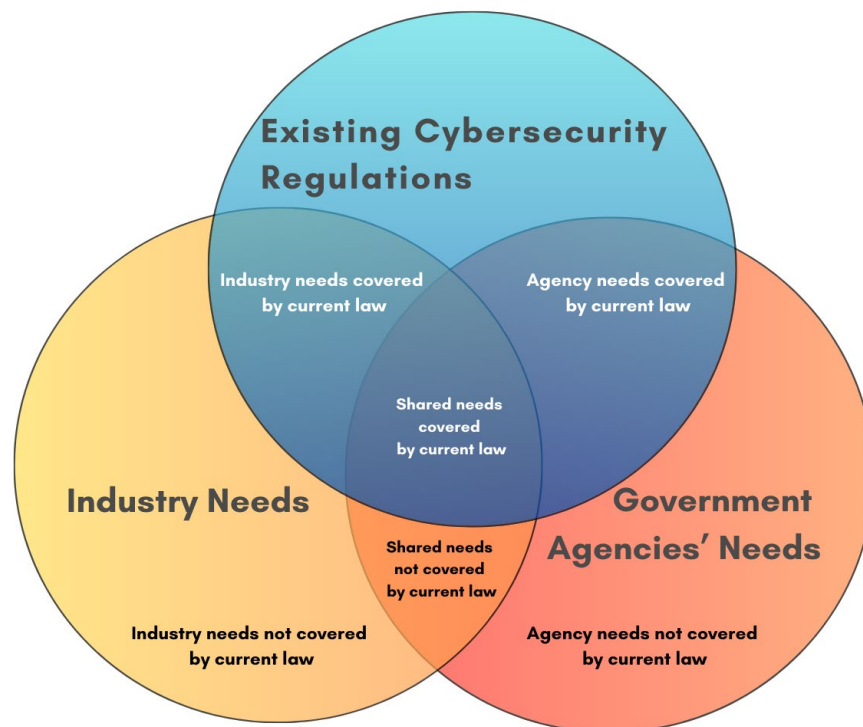 Existing Cybersecurity
Regulations
Industry needs covered
by current law
Agency needs covered
by current law
Shared needs
covered
by current law
Industry Needs
Government
Agencies’ Needs
Shared needs
not covered
by current law
Industry needs not covered
by current law
Agency needs not covered
by current law